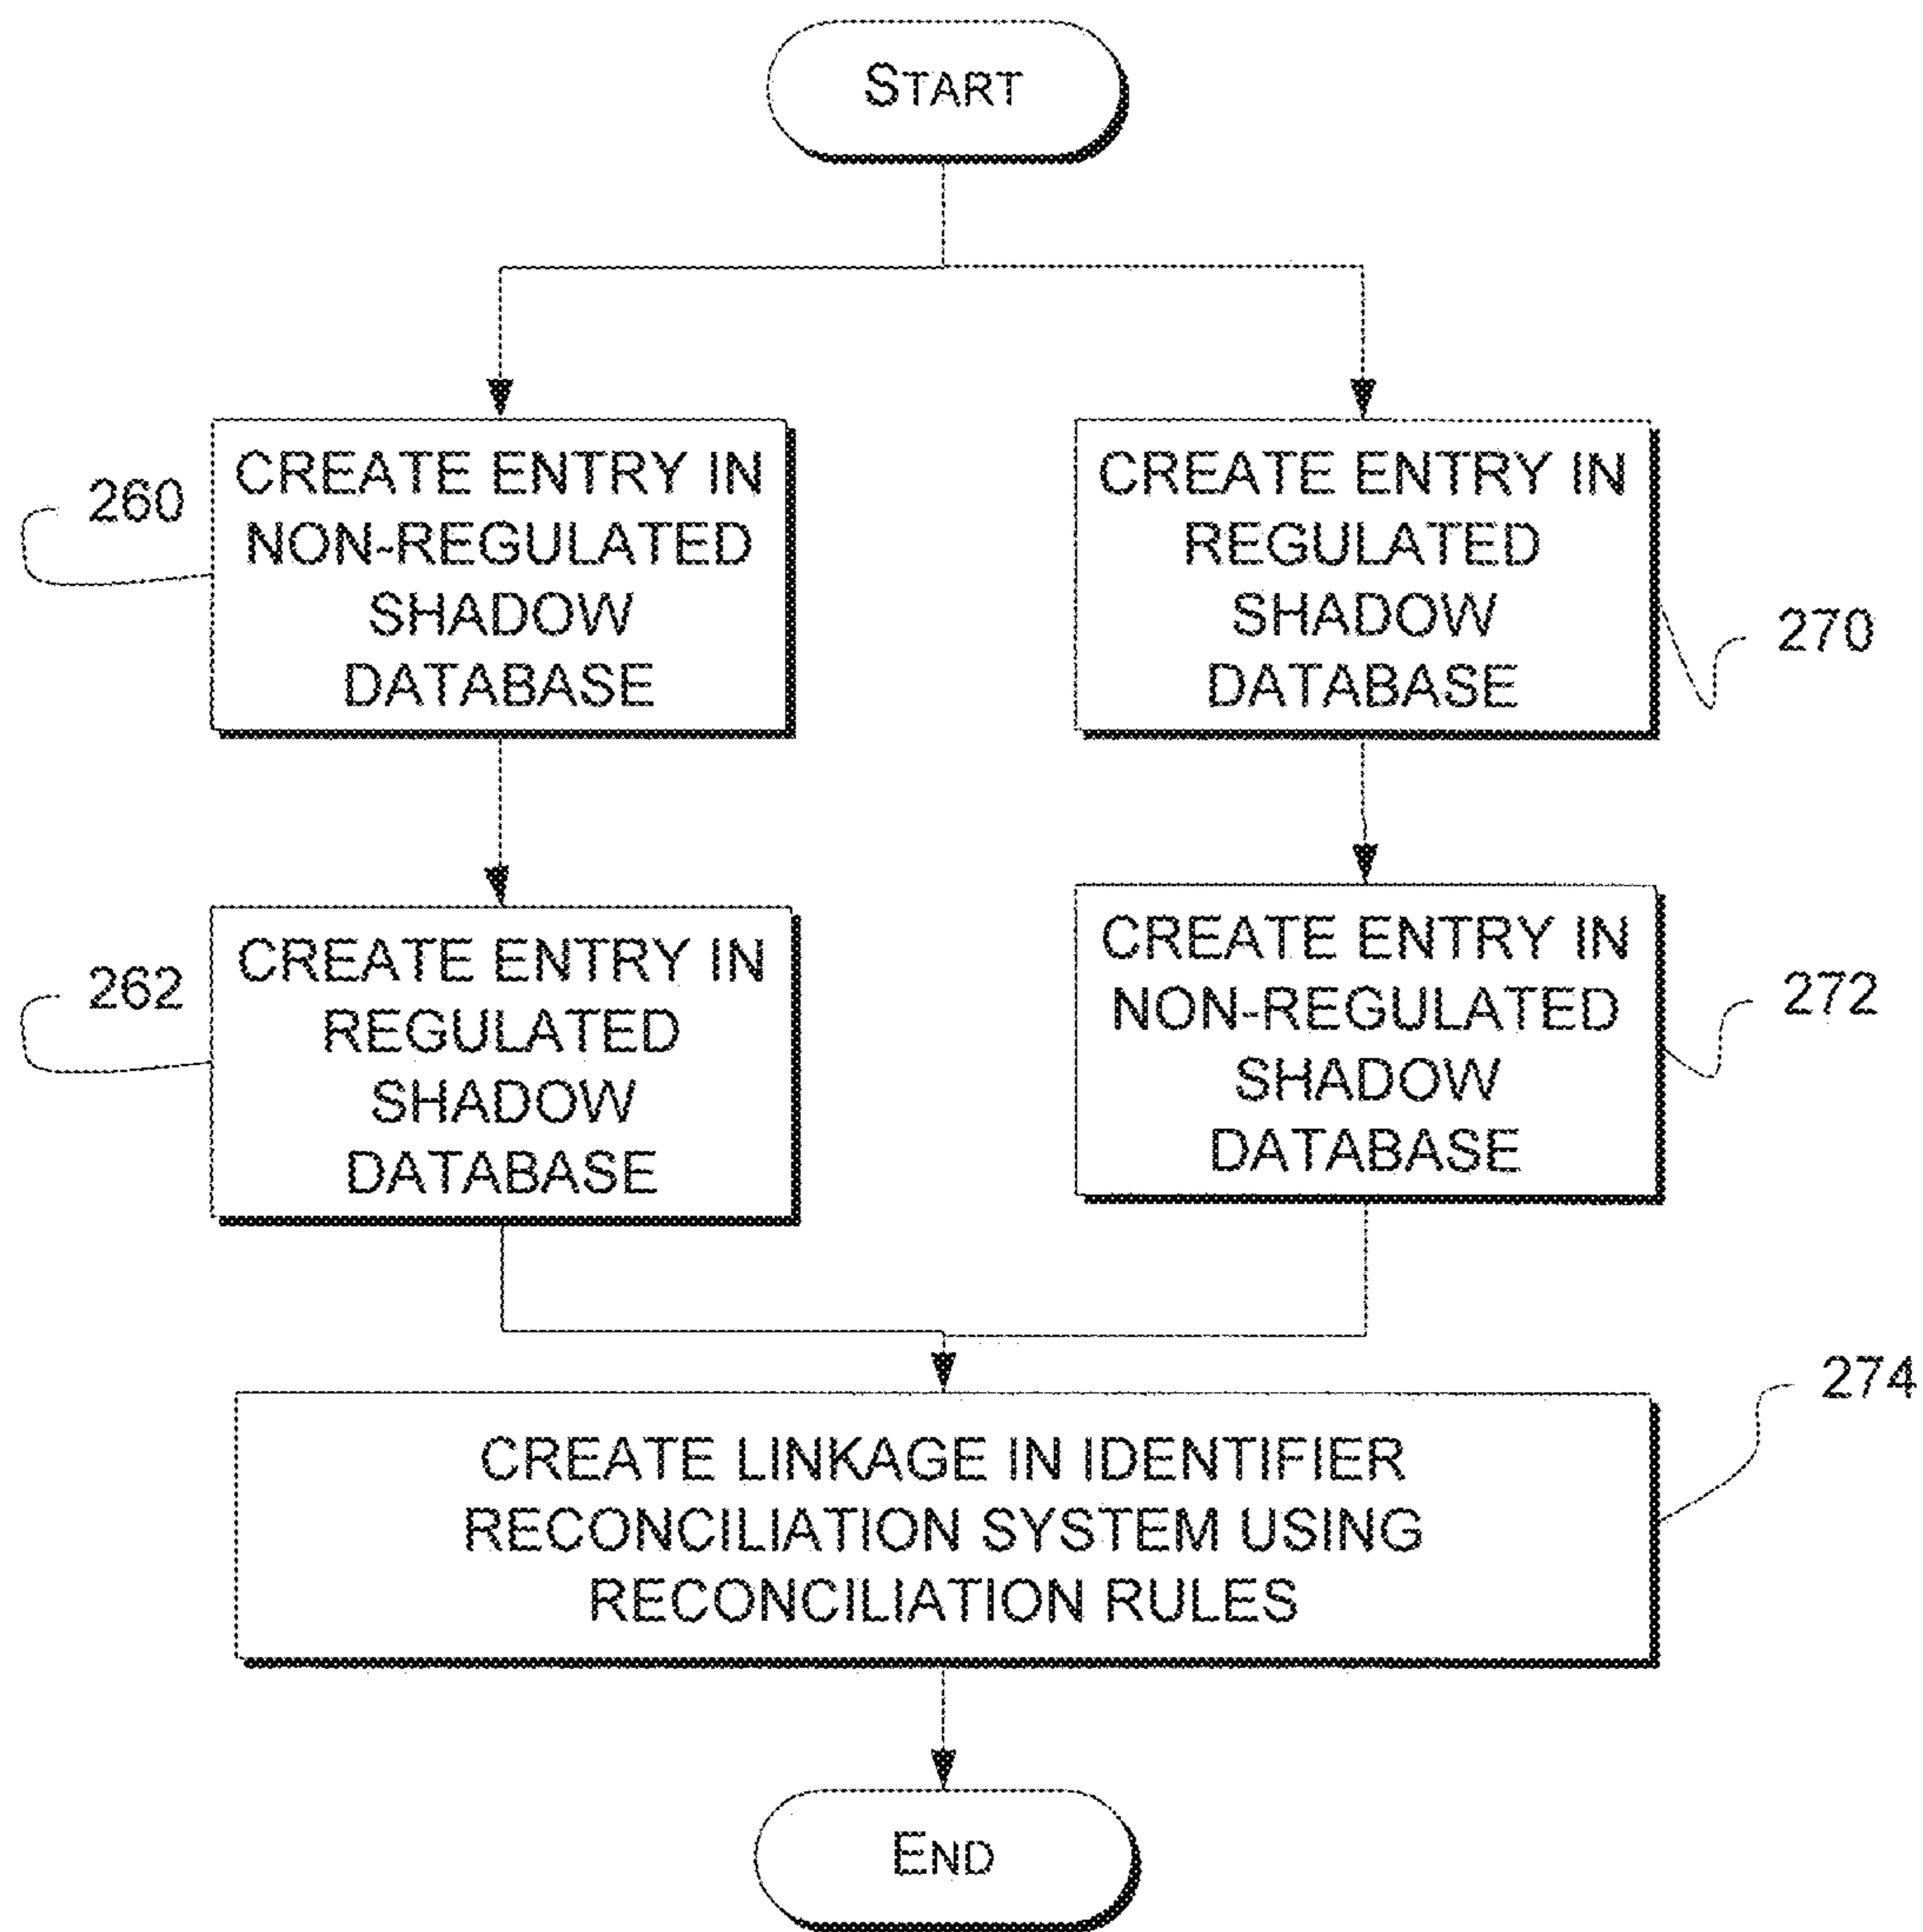 START
260
CREATE ENTRY IN
NON-REGULATED
SHADOW
DATABASE
CREATE ENTRY IN
REGULATED
SHADOW
DATABASE
270
262
CREATE ENTRY IN
REGULATED
SHADOW
DATABASE
CREATE ENTRY IN
NON-REGULATED
SHADOW
DATABASE
272
274
CREATE LINKAGE IN IDENTIFIER
RECONCILIATION SYSTEM USING
RECONCILIATION RULES
END